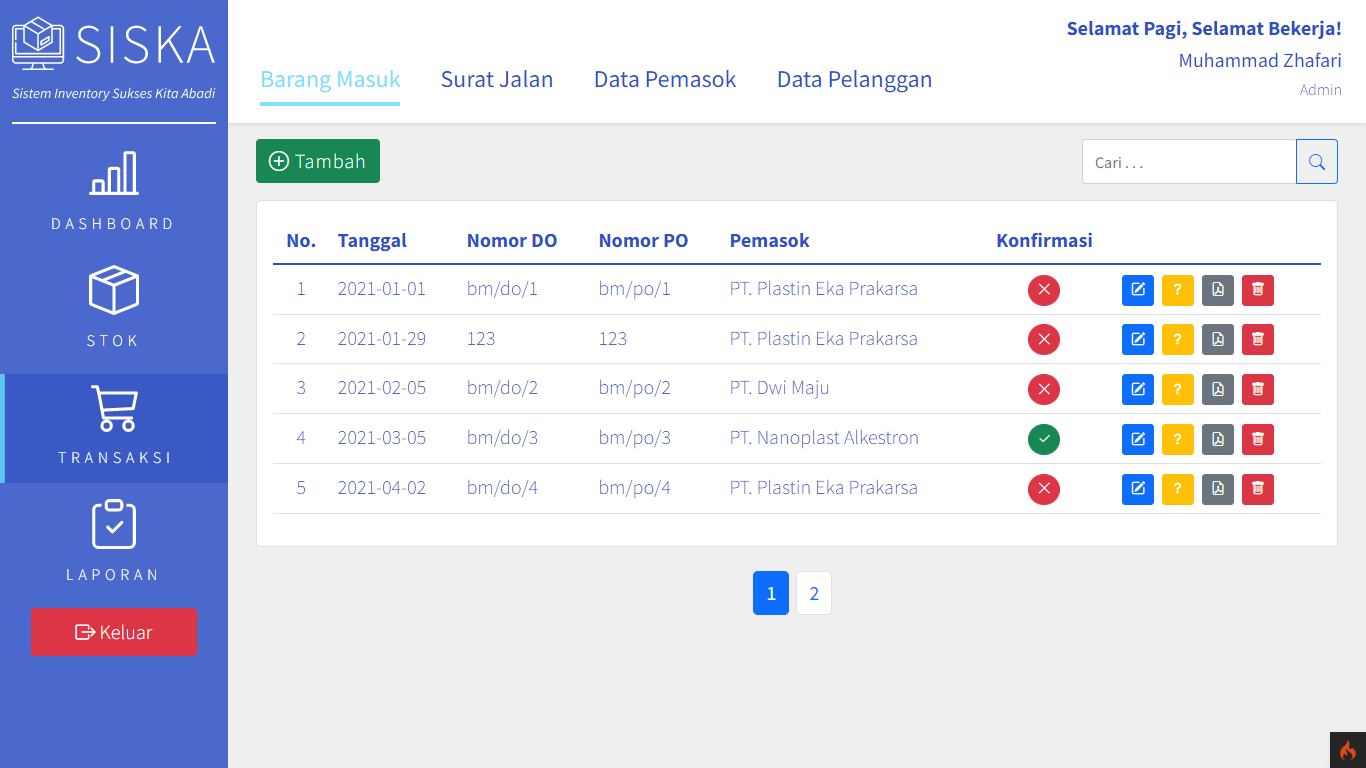 SISKA
Sistem Inventory Sukses Kita Abadi
DASHBOARD
STOK
TRANSAKSI
LAPORAN
Keluar
Selamat Pagi, Selamat Bekerja!
Muhammad Zhafari
Admin
Barang Masuk Surat Jalan Data Pemasok Data Pelanggan
Tambah
Cari . . .
No. Tanggal Nomor DO Nomor PO Pemasok Konfirmasi
1 2021-01-01 bm/do/1 bm/po/1 PT. Plastin Eka Prakarsa ?
2 2021-01-29 123 123 PT. Plastin Eka Prakarsa ?
3 2021-02-05 bm/do/2 bm/po/2 PT. Dwi Maju ?
4 2021-03-05 bm/do/3 bm/po/3 PT. Nanoplast Alkestron ?
5 2021-04-02 bm/do/4 bm/po/4 PT. Plastin Eka Prakarsa ?
1 2